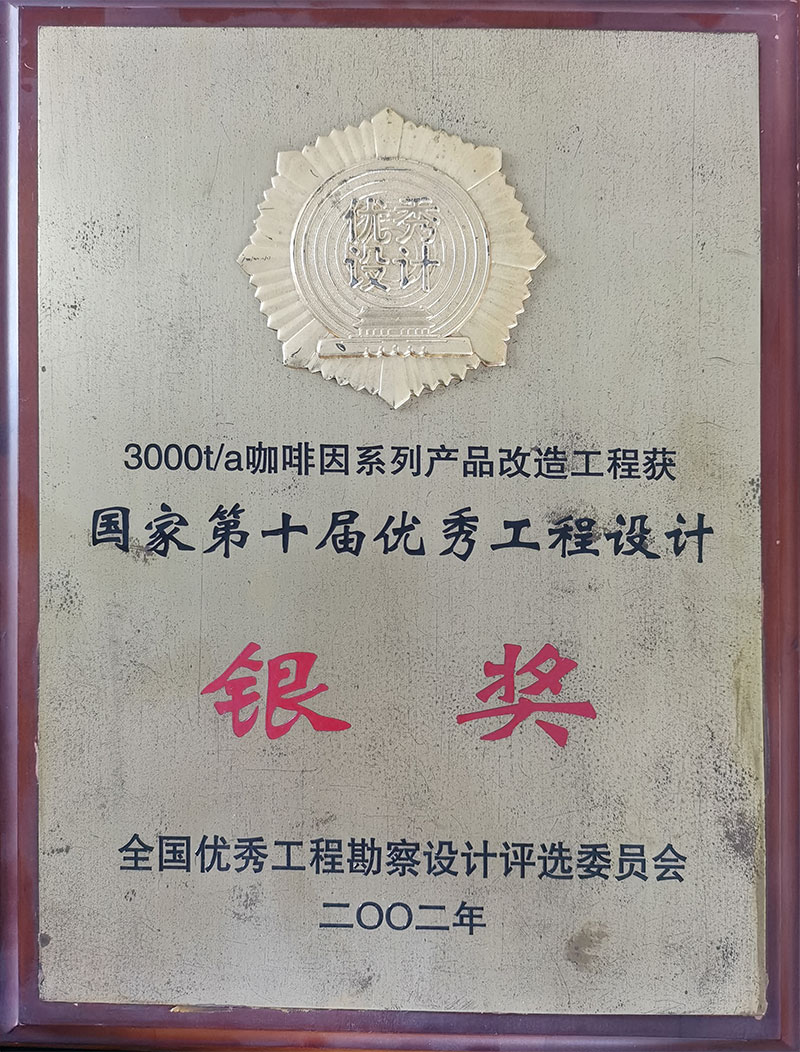 优秀
设计
3000t/a咖啡因系列产品改造工程获
国家第十届优秀工程设计
银奖
全国优秀工程勘察设计评选委员会
二〇〇二年